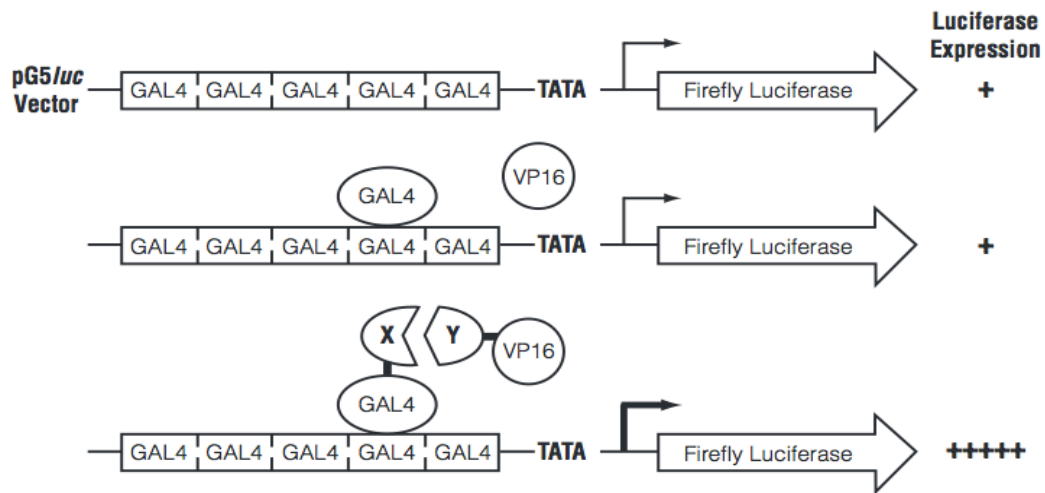 Luciferase
Expression
pG5luc
Vector
GAL4 GAL4 GAL4 GAL4 GAL4 TATA Firefly Luciferase +
GAL4 VP16
GAL4 GAL4 GAL4 GAL4 GAL4 TATA Firefly Luciferase +
X Y VP16
GAL4
GAL4 GAL4 GAL4 GAL4 GAL4 TATA Firefly Luciferase +++++